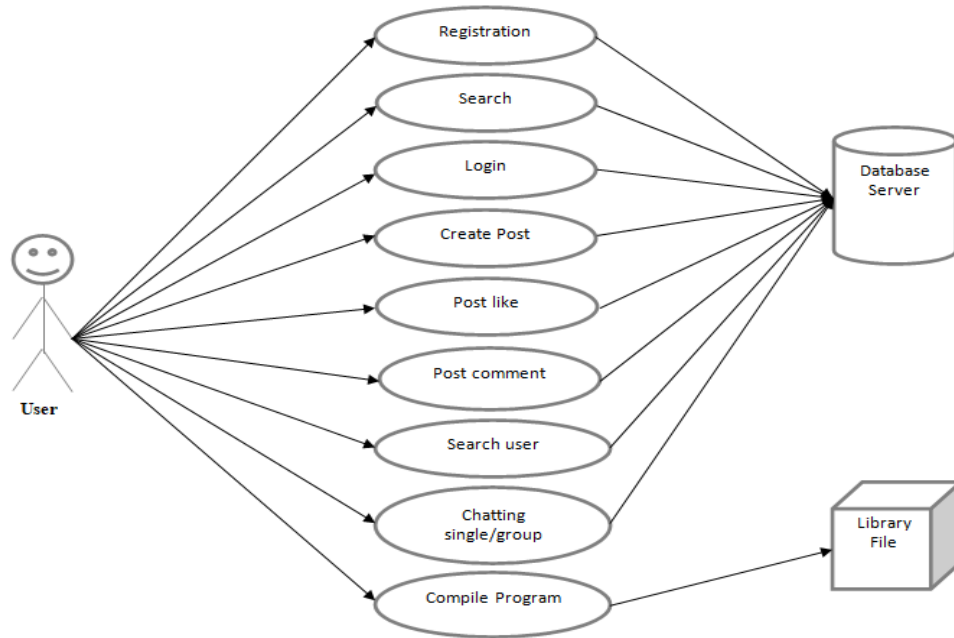 Registration
Search
Login
Create Post
Post like
Post comment
Search user
Chatting
single/group
Compile Program
User
Database
Server
Library
File